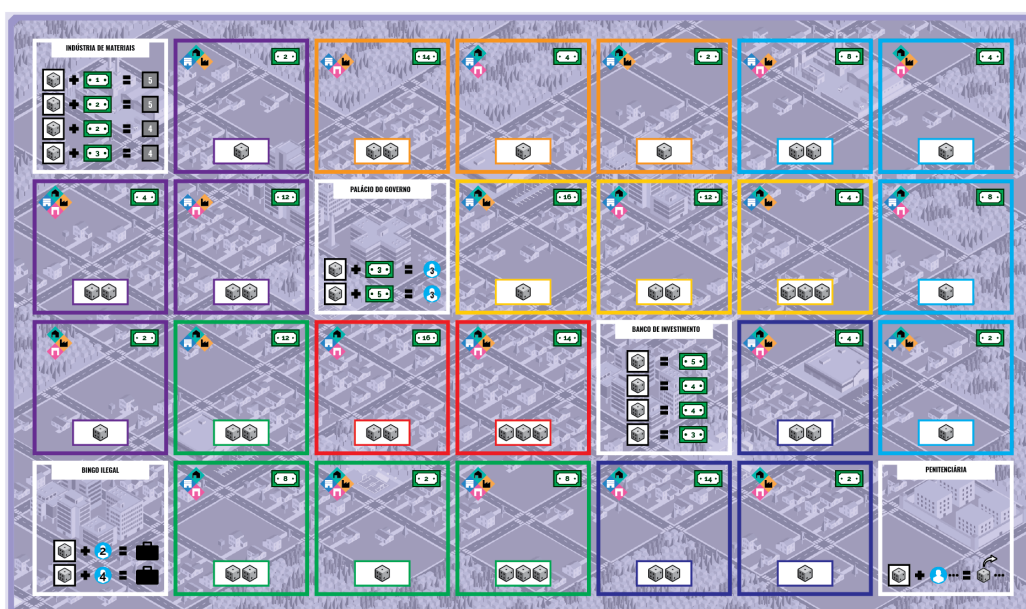 INDÚSTRIA DE MATERIAIS
+ 1 = 5
+ 2 = 5
+ 2 = 4
+ 3 = 4
2
14
4
2
8
4
4
12
PALÁCIO DO GOVERNO
+ 3 = 3
+ 5 = 3
16
12
4
8
2
12
16
14
BANCO DE INVESTIMENTO
= 5
= 4
= 4
= 3
4
2
BINGO ILEGAL
+ 2 =
+ 4 =
8
2
8
14
2
PENITENCIÁRIA
+ ... = ...